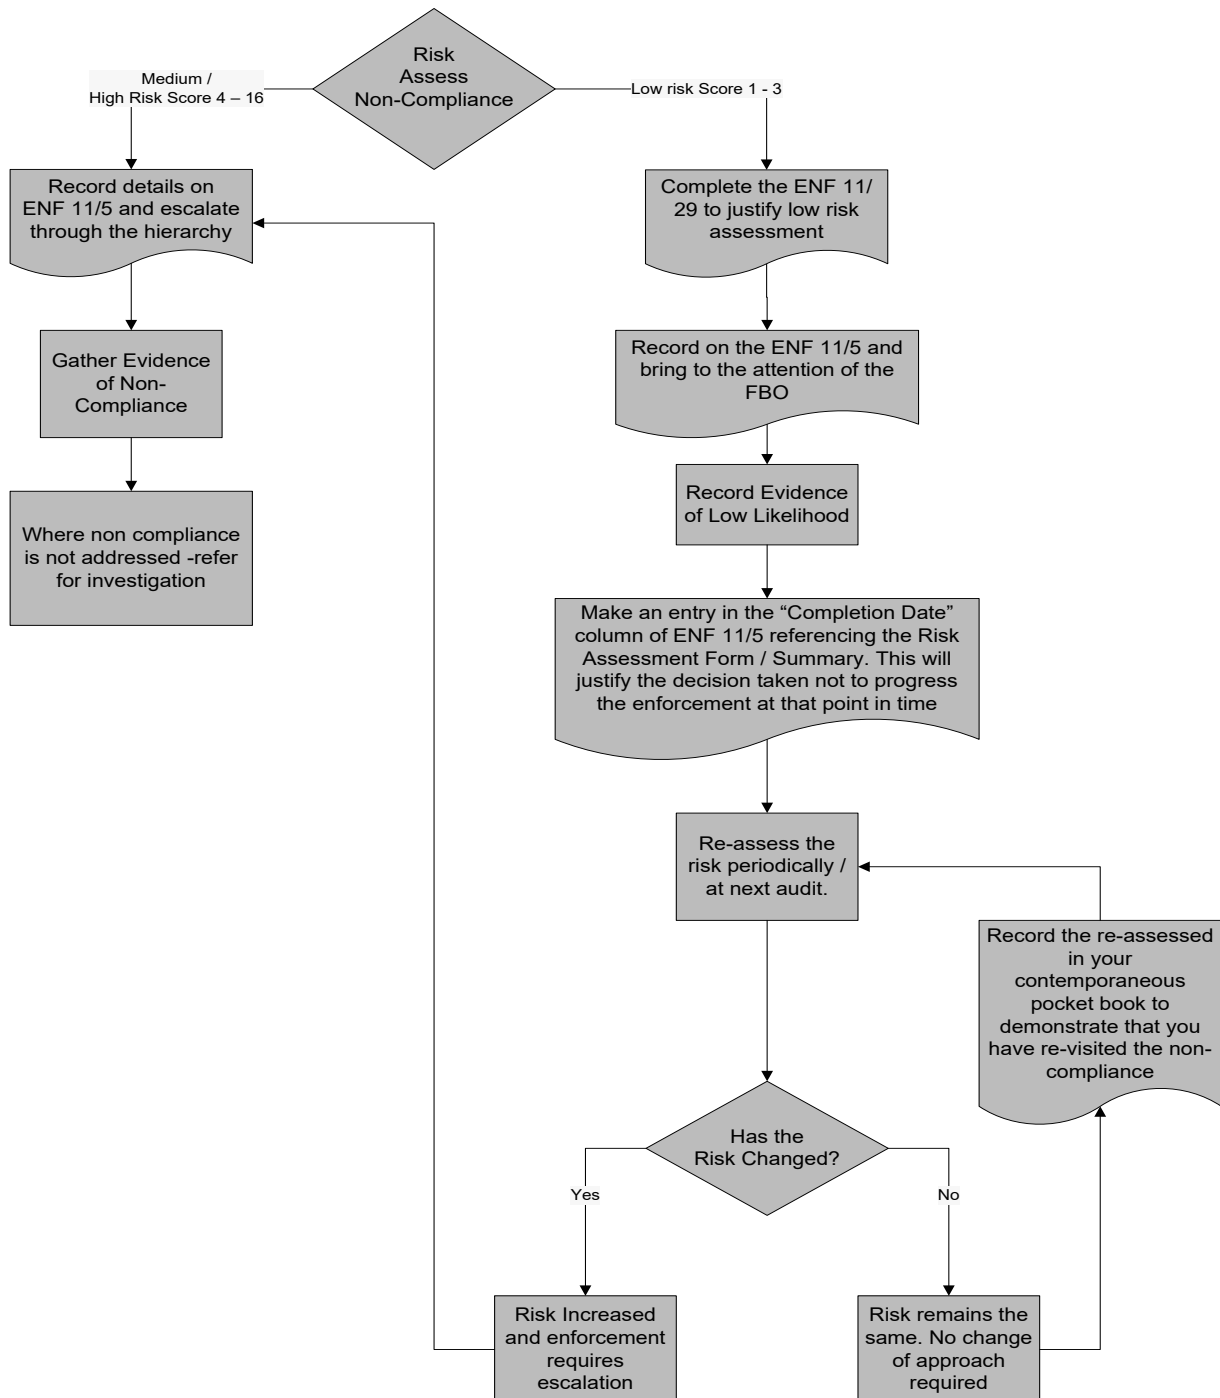 Risk
Assess
Non-Compliance
Medium /
High Risk Score 4 – 16
Low risk Score 1 - 3
Record details on
ENF 11/5 and escalate
through the hierarchy
Complete the ENF 11/
29 to justify low risk
assessment
Gather Evidence
of Non-
Compliance
Record on the ENF 11/5 and
bring to the attention of the
FBO
Where non compliance
is not addressed -refer
for investigation
Record Evidence
of Low Likelihood
Make an entry in the “Completion Date”
column of ENF 11/5 referencing the Risk
Assessment Form / Summary. This will
justify the decision taken not to progress
the enforcement at that point in time
Re-assess the
risk periodically /
at next audit.
Record the re-assessed
in your
contemporaneous
pocket book to
demonstrate that you
have re-visited the non-
compliance
Has the
Risk Changed?
Yes
No
Risk Increased
and enforcement
requires
escalation
Risk remains the
same. No change
of approach
required